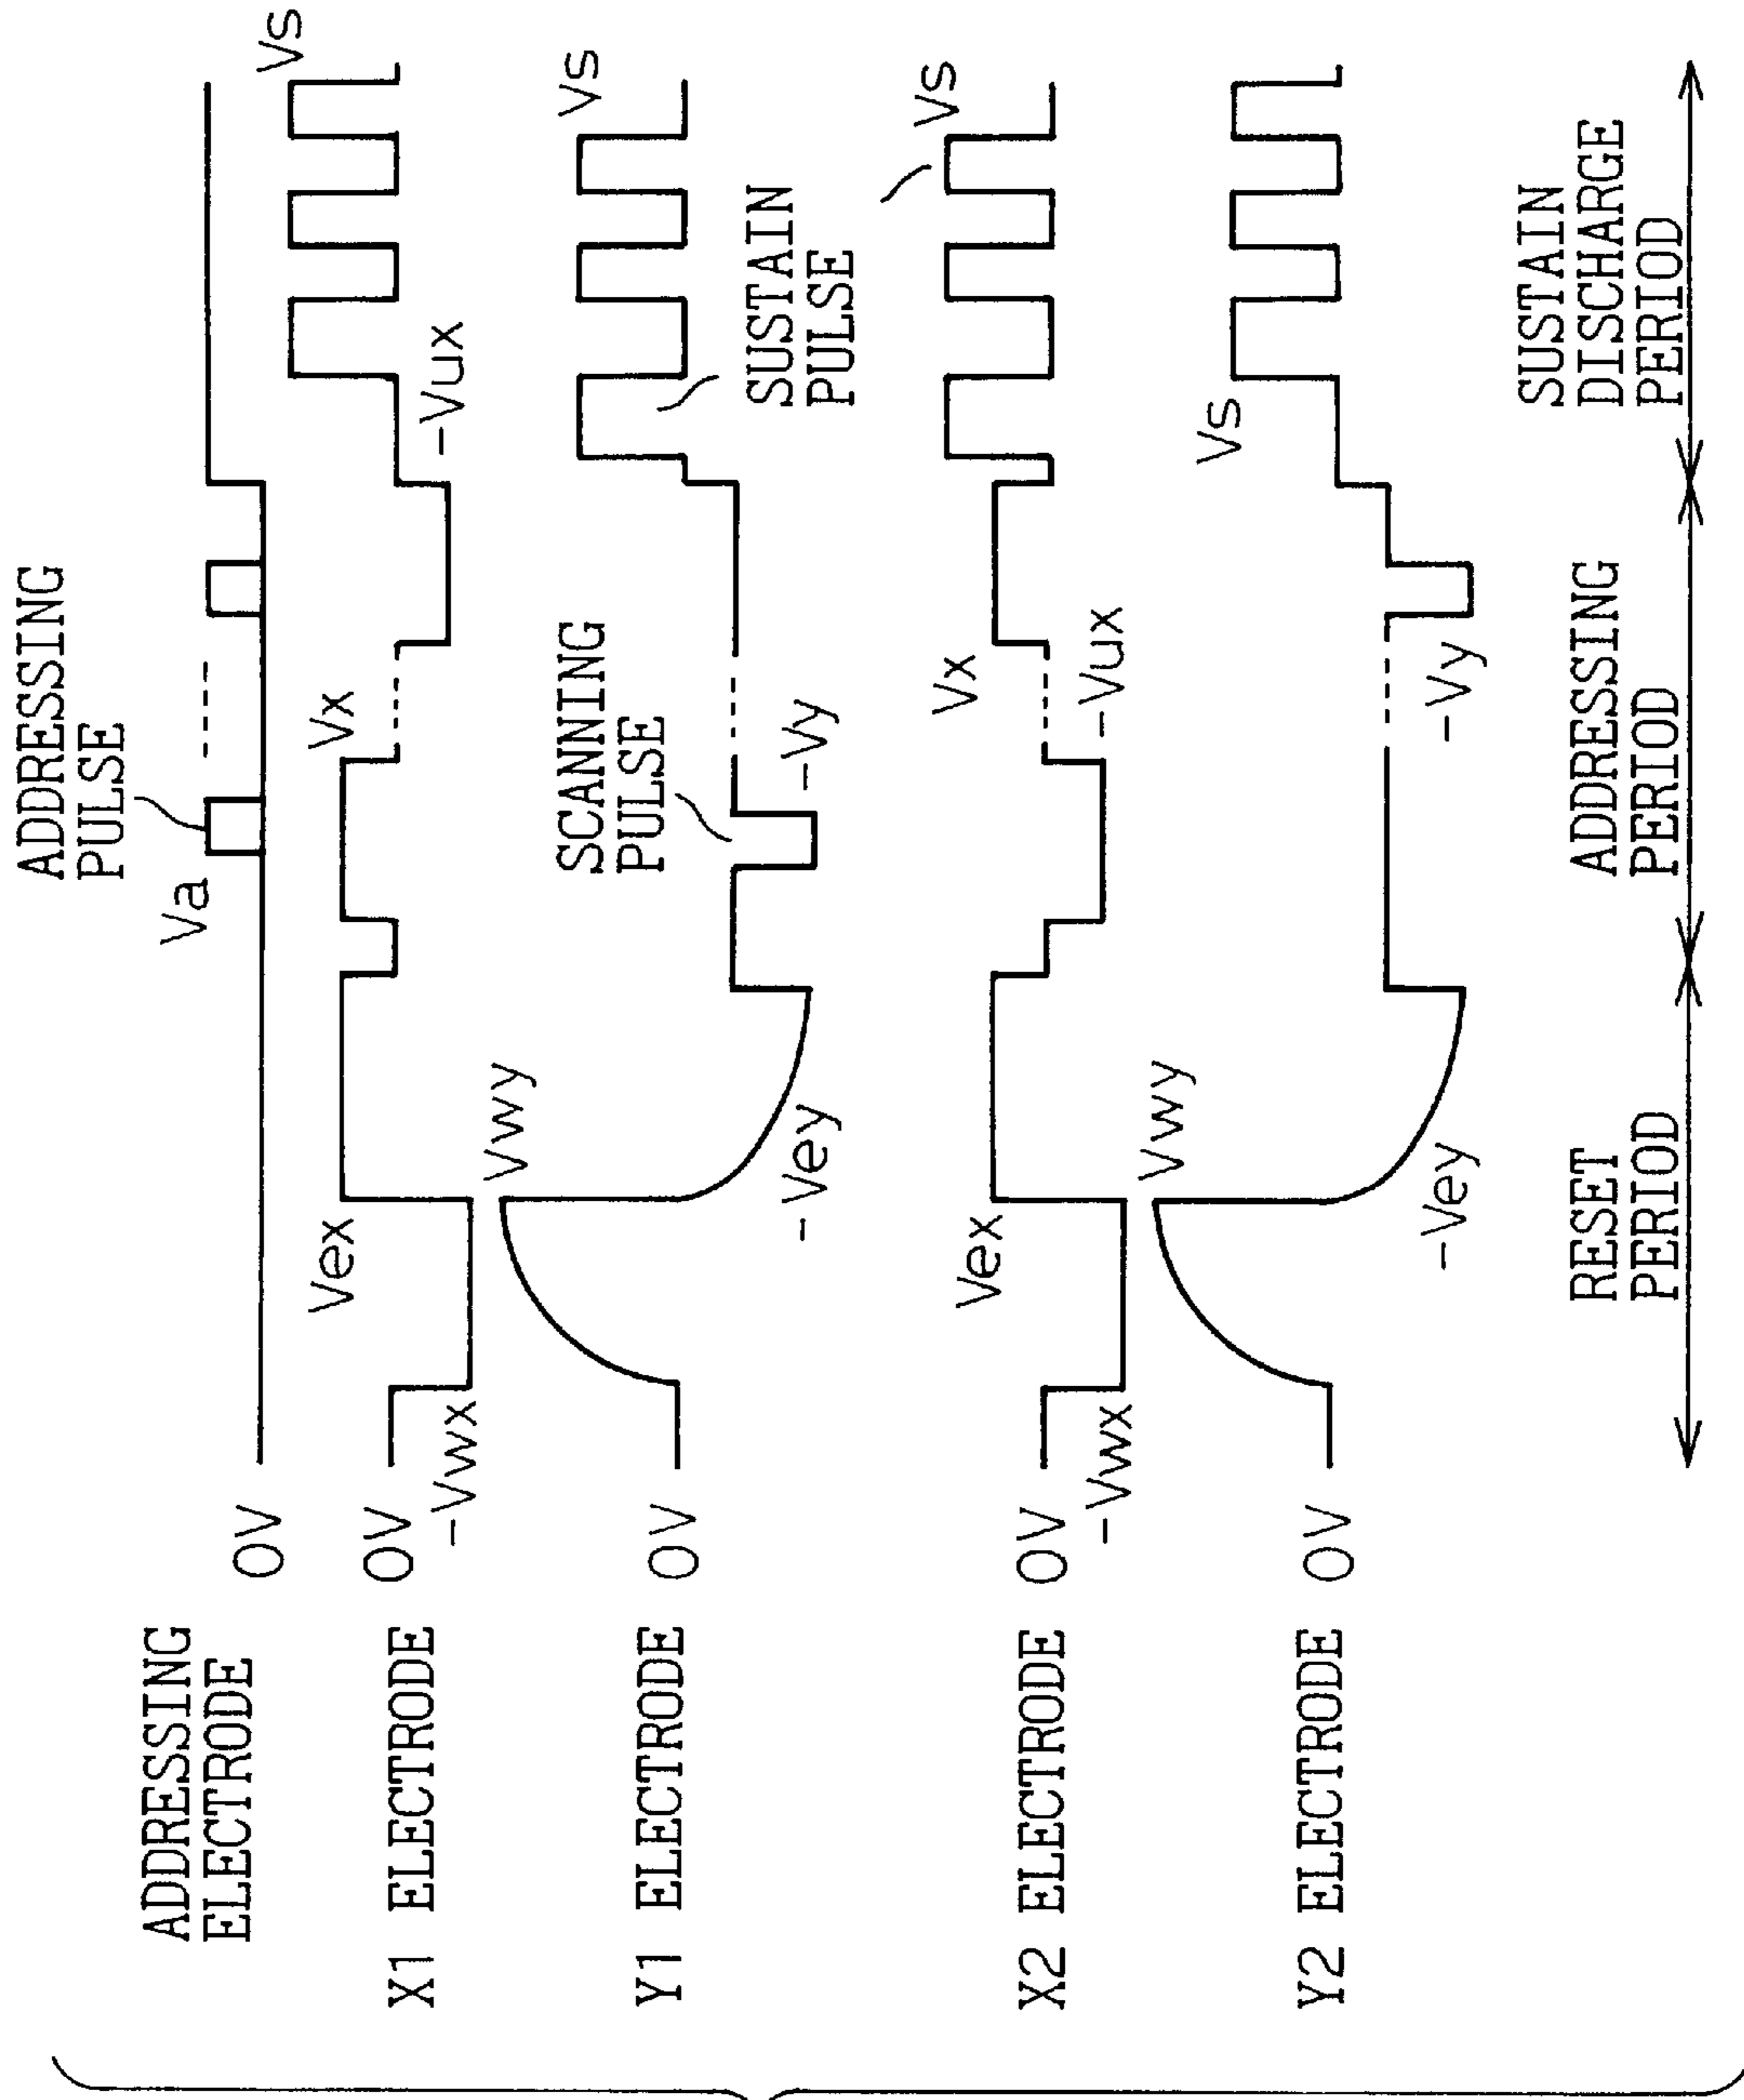 ADDRESSING
PULSE
ADDRESSING
ELECTRODE
0V
Va
X1 ELECTRODE
0V
-Vwx
Vex
Vx
-Vux
Vs
Y1 ELECTRODE
0V
Vwy
-Vey
SCANNING
PULSE
-Vy
Vs
SUSTAIN
PULSE
X2 ELECTRODE
0V
-Vwx
Vex
Vx
-Vux
Vs
Y2 ELECTRODE
0V
Vwy
-Vey
-Vy
Vs
RESET
PERIOD
ADDRESSING
PERIOD
SUSTAIN
DISCHARGE
PERIOD